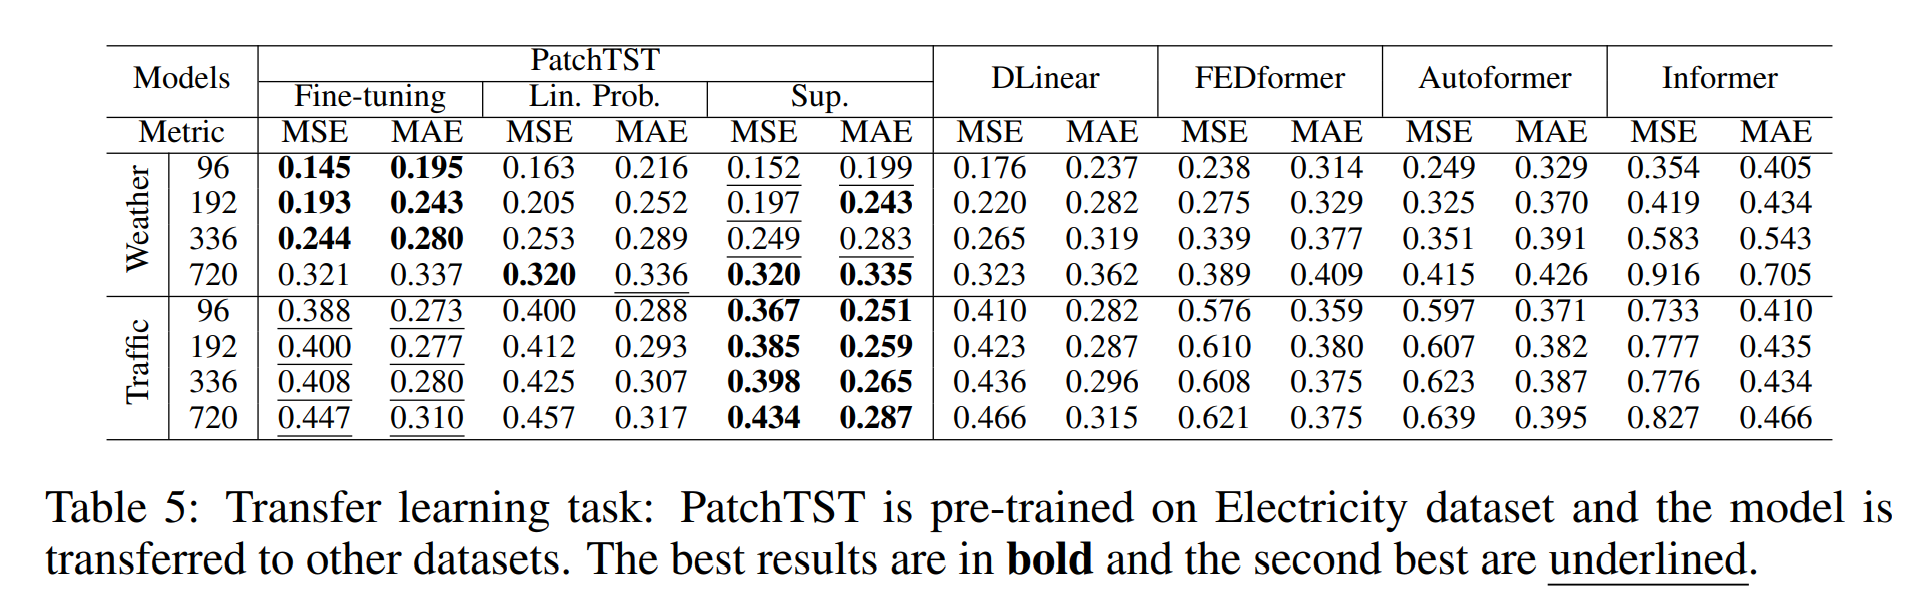 Models PatchTST DLinear FEDformer Autoformer Informer
Fine-tuning Lin. Prob. Sup.
Metric MSE MAE MSE MAE MSE MAE MSE MAE MSE MAE MSE MAE MSE MAE
Weather
96 0.145 0.195 0.163 0.216 0.152 0.199 0.176 0.237 0.238 0.314 0.249 0.329 0.354 0.405
192 0.193 0.243 0.205 0.252 0.197 0.243 0.220 0.282 0.275 0.329 0.325 0.370 0.419 0.434
336 0.244 0.280 0.253 0.289 0.249 0.283 0.265 0.319 0.339 0.377 0.351 0.391 0.583 0.543
720 0.321 0.337 0.320 0.336 0.320 0.335 0.323 0.362 0.389 0.409 0.415 0.426 0.916 0.705
Traffic
96 0.388 0.273 0.400 0.288 0.367 0.251 0.410 0.282 0.576 0.359 0.597 0.371 0.733 0.410
192 0.400 0.277 0.412 0.293 0.385 0.259 0.423 0.287 0.610 0.380 0.607 0.382 0.777 0.435
336 0.408 0.280 0.425 0.307 0.398 0.265 0.436 0.296 0.608 0.375 0.623 0.387 0.776 0.434
720 0.447 0.310 0.457 0.317 0.434 0.287 0.466 0.315 0.621 0.375 0.639 0.395 0.827 0.466
Table 5: Transfer learning task: PatchTST is pre-trained on Electricity dataset and the model is
transferred to other datasets. The best results are in bold and the second best are underlined.